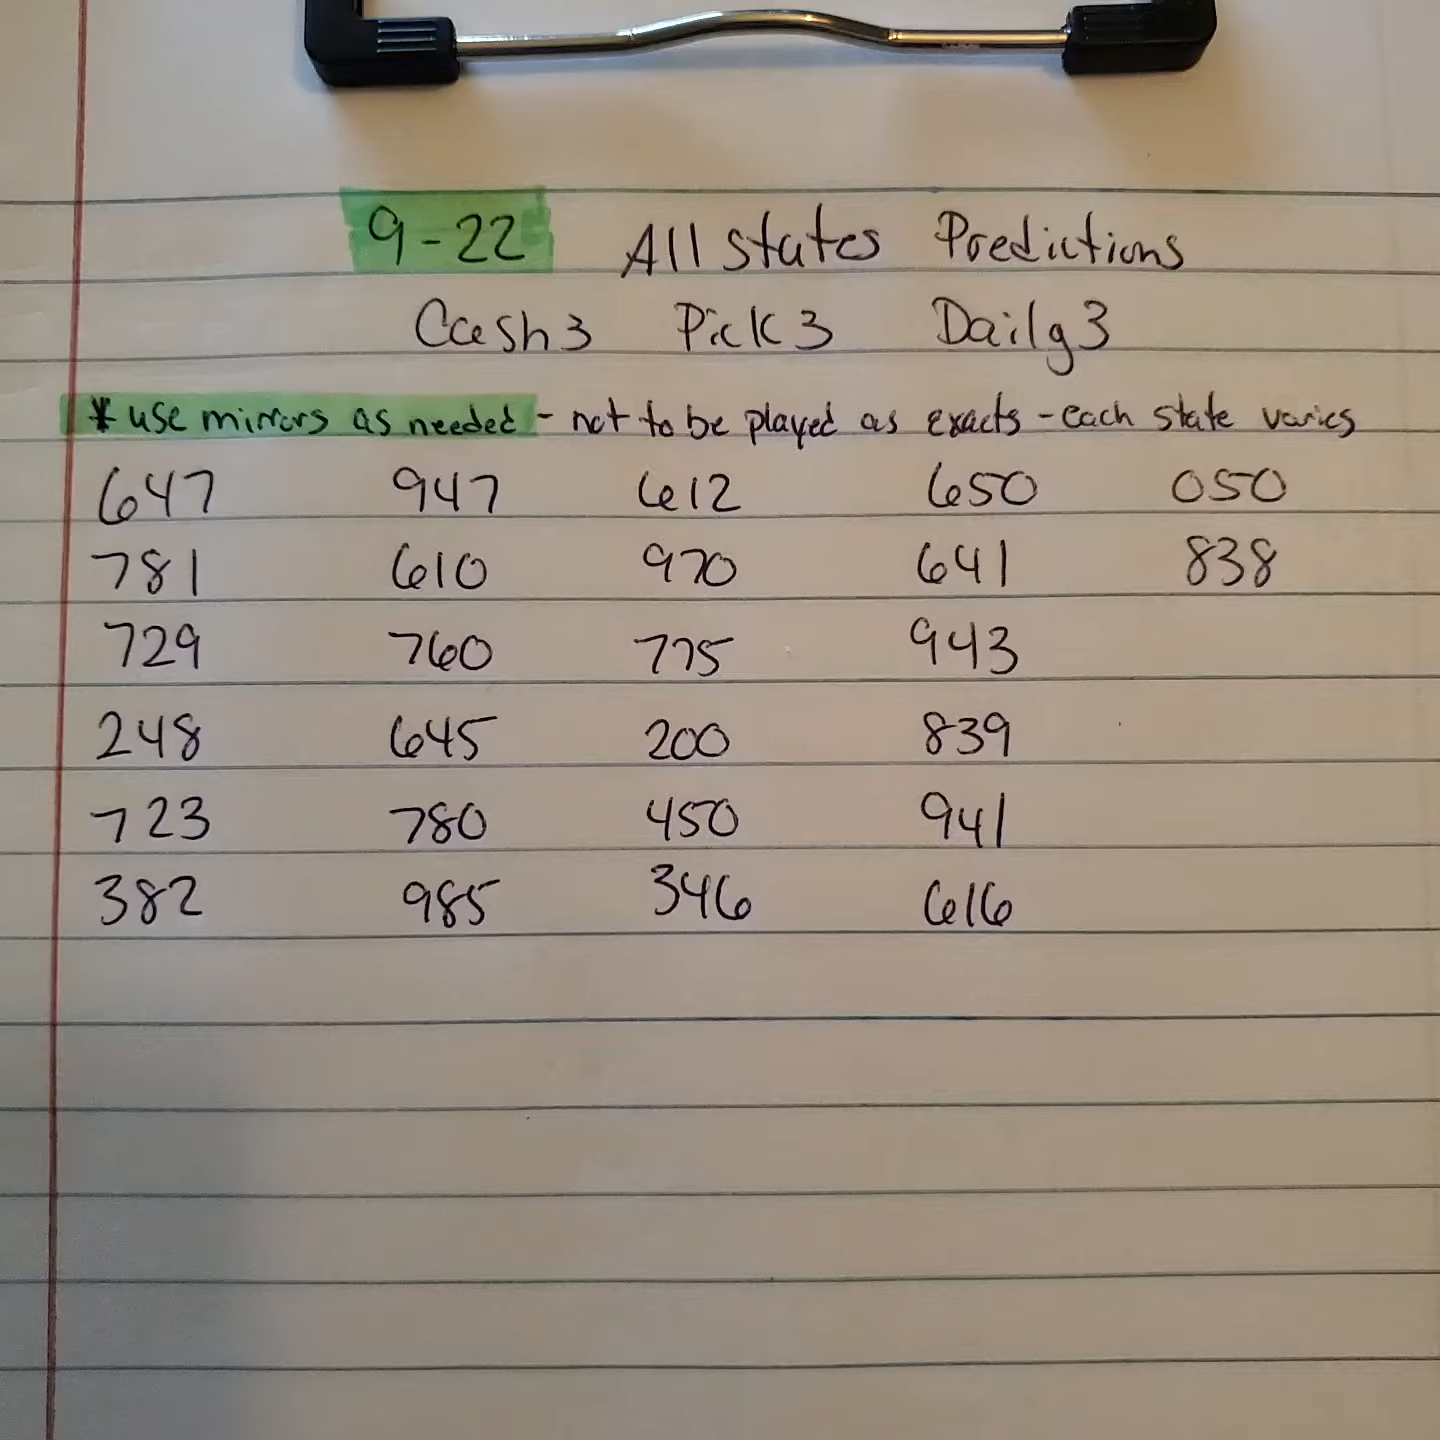 9-22 All States Predictions
Cash3 Pick3 Daily3
* use mirrors as needed - not to be played as exacts - each state varies
647 947 612 650 050
781 610 970 641 838
729 760 775 943
248 645 200 839
723 780 450 941
382 985 346 616